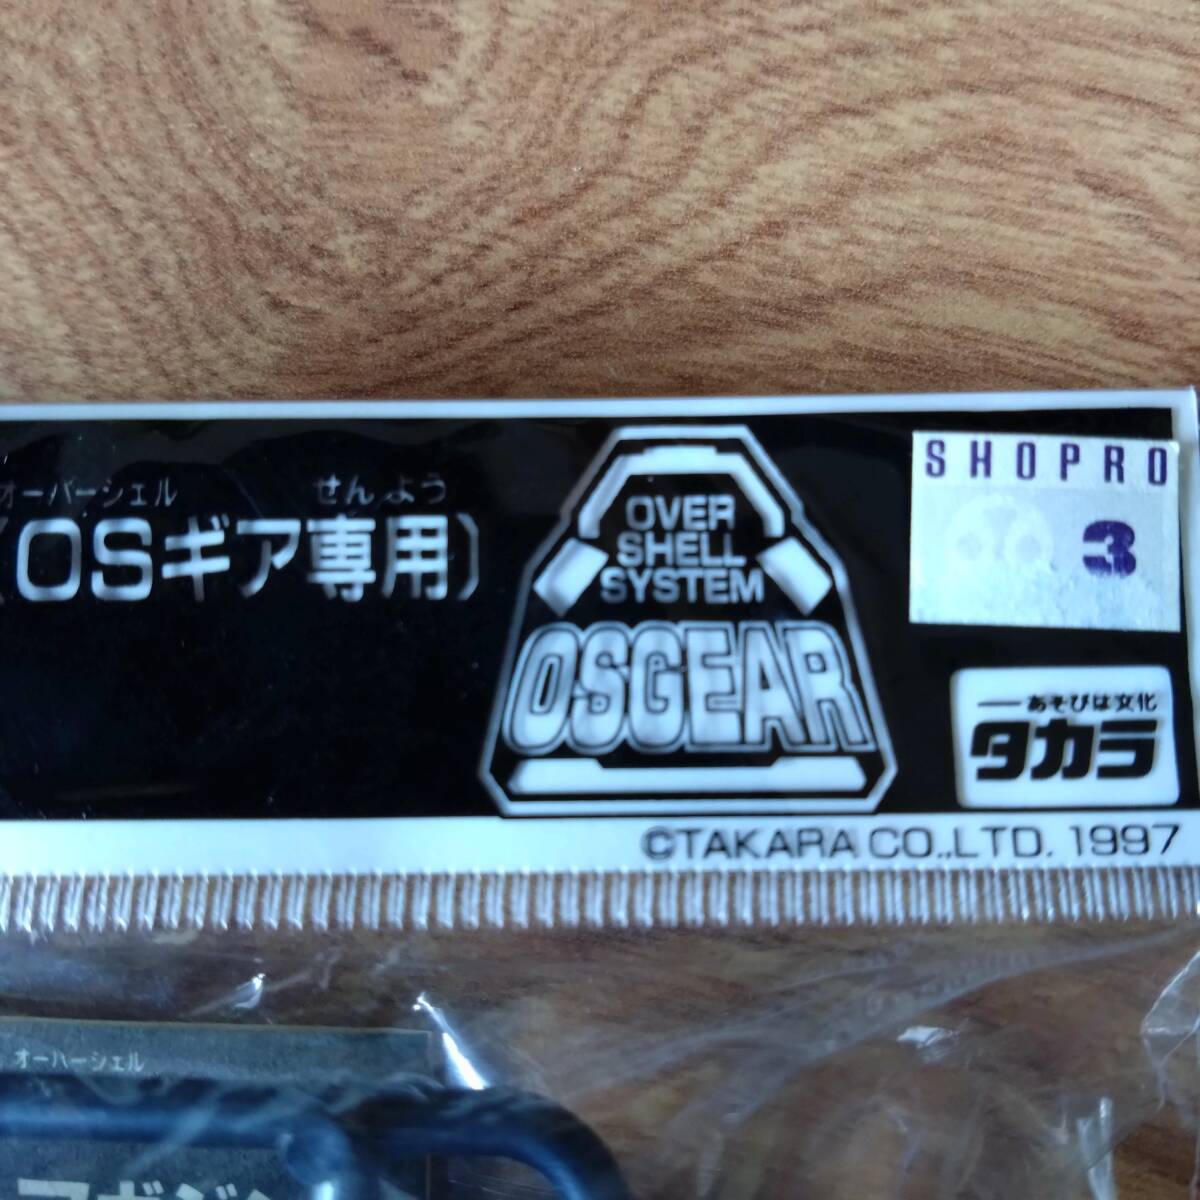 オーバーシェル せんよう
〔OSギア専用〕
OVER
SHELL
SYSTEM
OSGEAR
SHOPRO
3
あそびは文化
タカラ
©TAKARA CO.,LTD. 1997
オーバーシェル